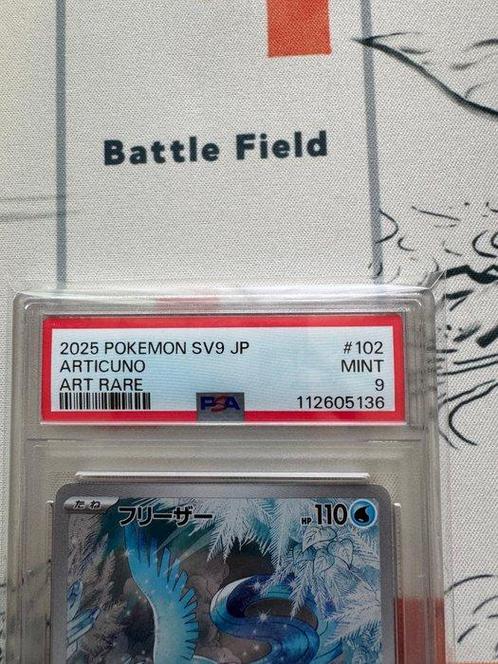 Battle Field
2025 POKEMON SV9 JP #102
ARTICUNO MINT
ART RARE 9
PSA 112605136
たね フリーザー HP 110